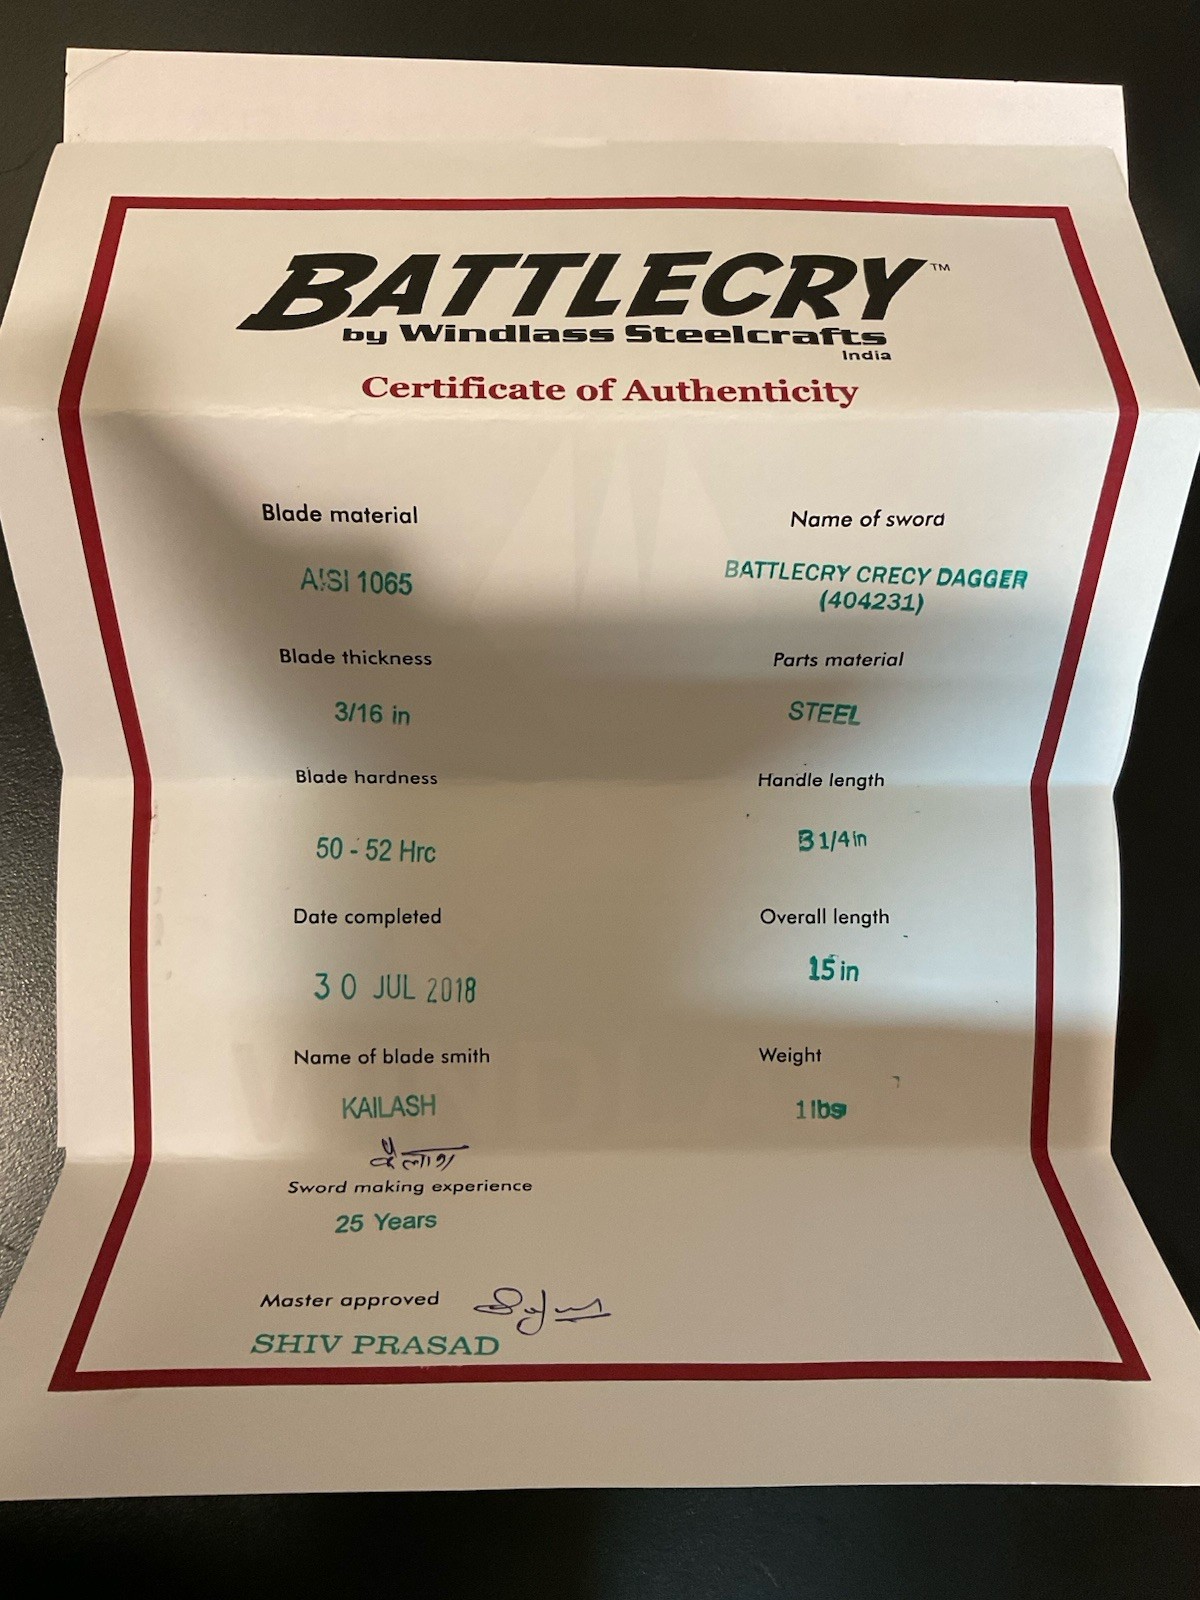 BATTLECRY™
by Windlass Steelcrafts
India
Certificate of Authenticity
Blade material
AISI 1065
Name of sword
BATTLECRY CRECY DAGGER
(404231)
Blade thickness
3/16 in
Parts material
STEEL
Blade hardness
50 - 52 Hrc
Handle length
3 1/4 in
Date completed
30 JUL 2018
Overall length
15 in
Name of blade smith
KAILASH
कैलाश
Weight
1 lbs
Sword making experience
25 Years
Master approved
SHIV PRASAD